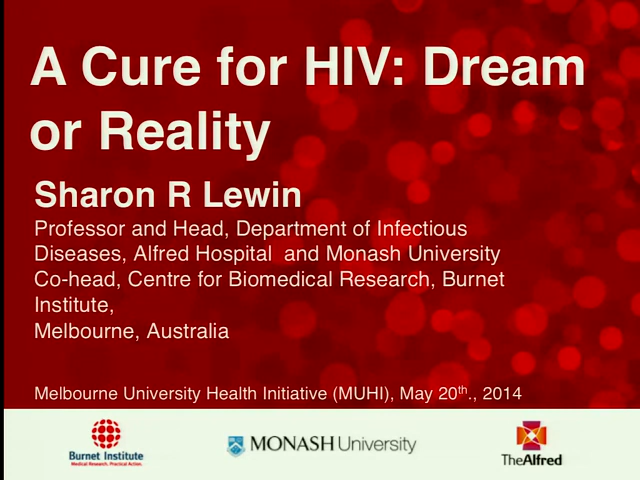 A Cure for HIV: Dream
or Reality
Sharon R Lewin
Professor and Head, Department of Infectious
Diseases, Alfred Hospital  and Monash University
Co-head, Centre for Biomedical Research, Burnet
Institute,
Melbourne, Australia
Melbourne University Health Initiative (MUHI), May 20th., 2014
Burnet Institute
Medical Research. Practical Action.
MONASH University
TheAlfred